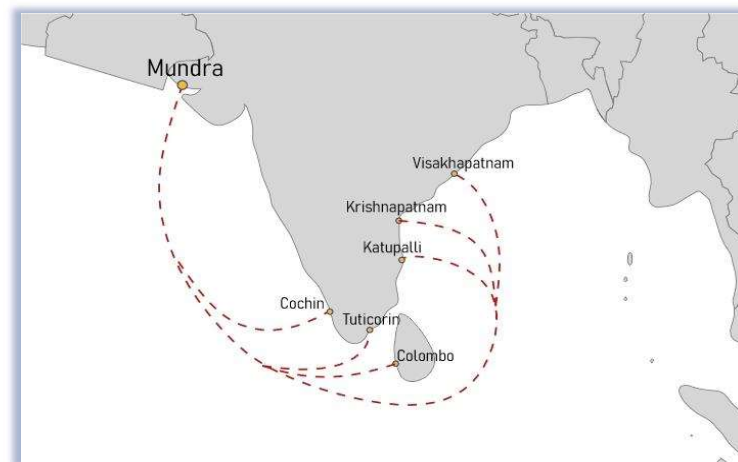 Mundra
Visakhapatnam
Krishnapatnam
Katupalli
Cochin
Tuticorin
Colombo